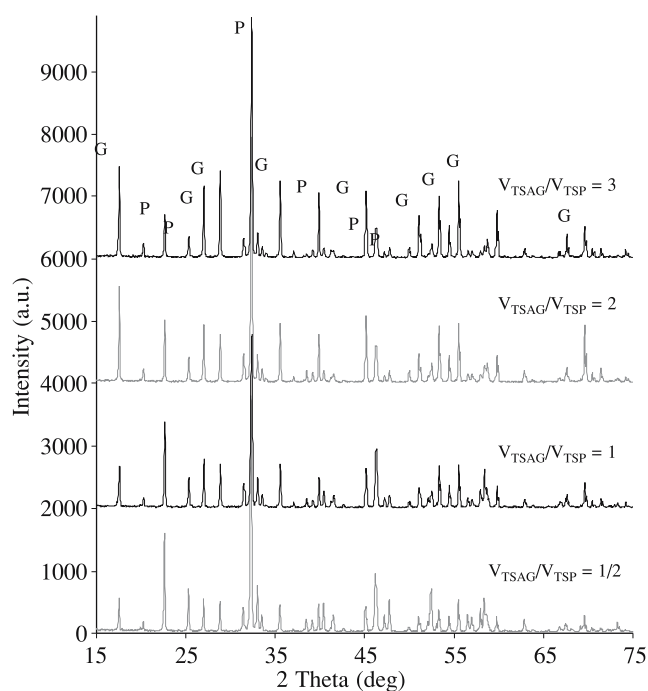 P
9000
8000
G
G
G
G
7000
P
G
V_TSAG/V_TSP = 3
P
G
G
G
P
P
P
6000
5000
V_TSAG/V_TSP = 2
4000
3000
V_TSAG/V_TSP = 1
2000
1000
V_TSAG/V_TSP = 1/2
0
15 25 35 45 55 65 75
2 Theta (deg)
Intensity (a.u.)